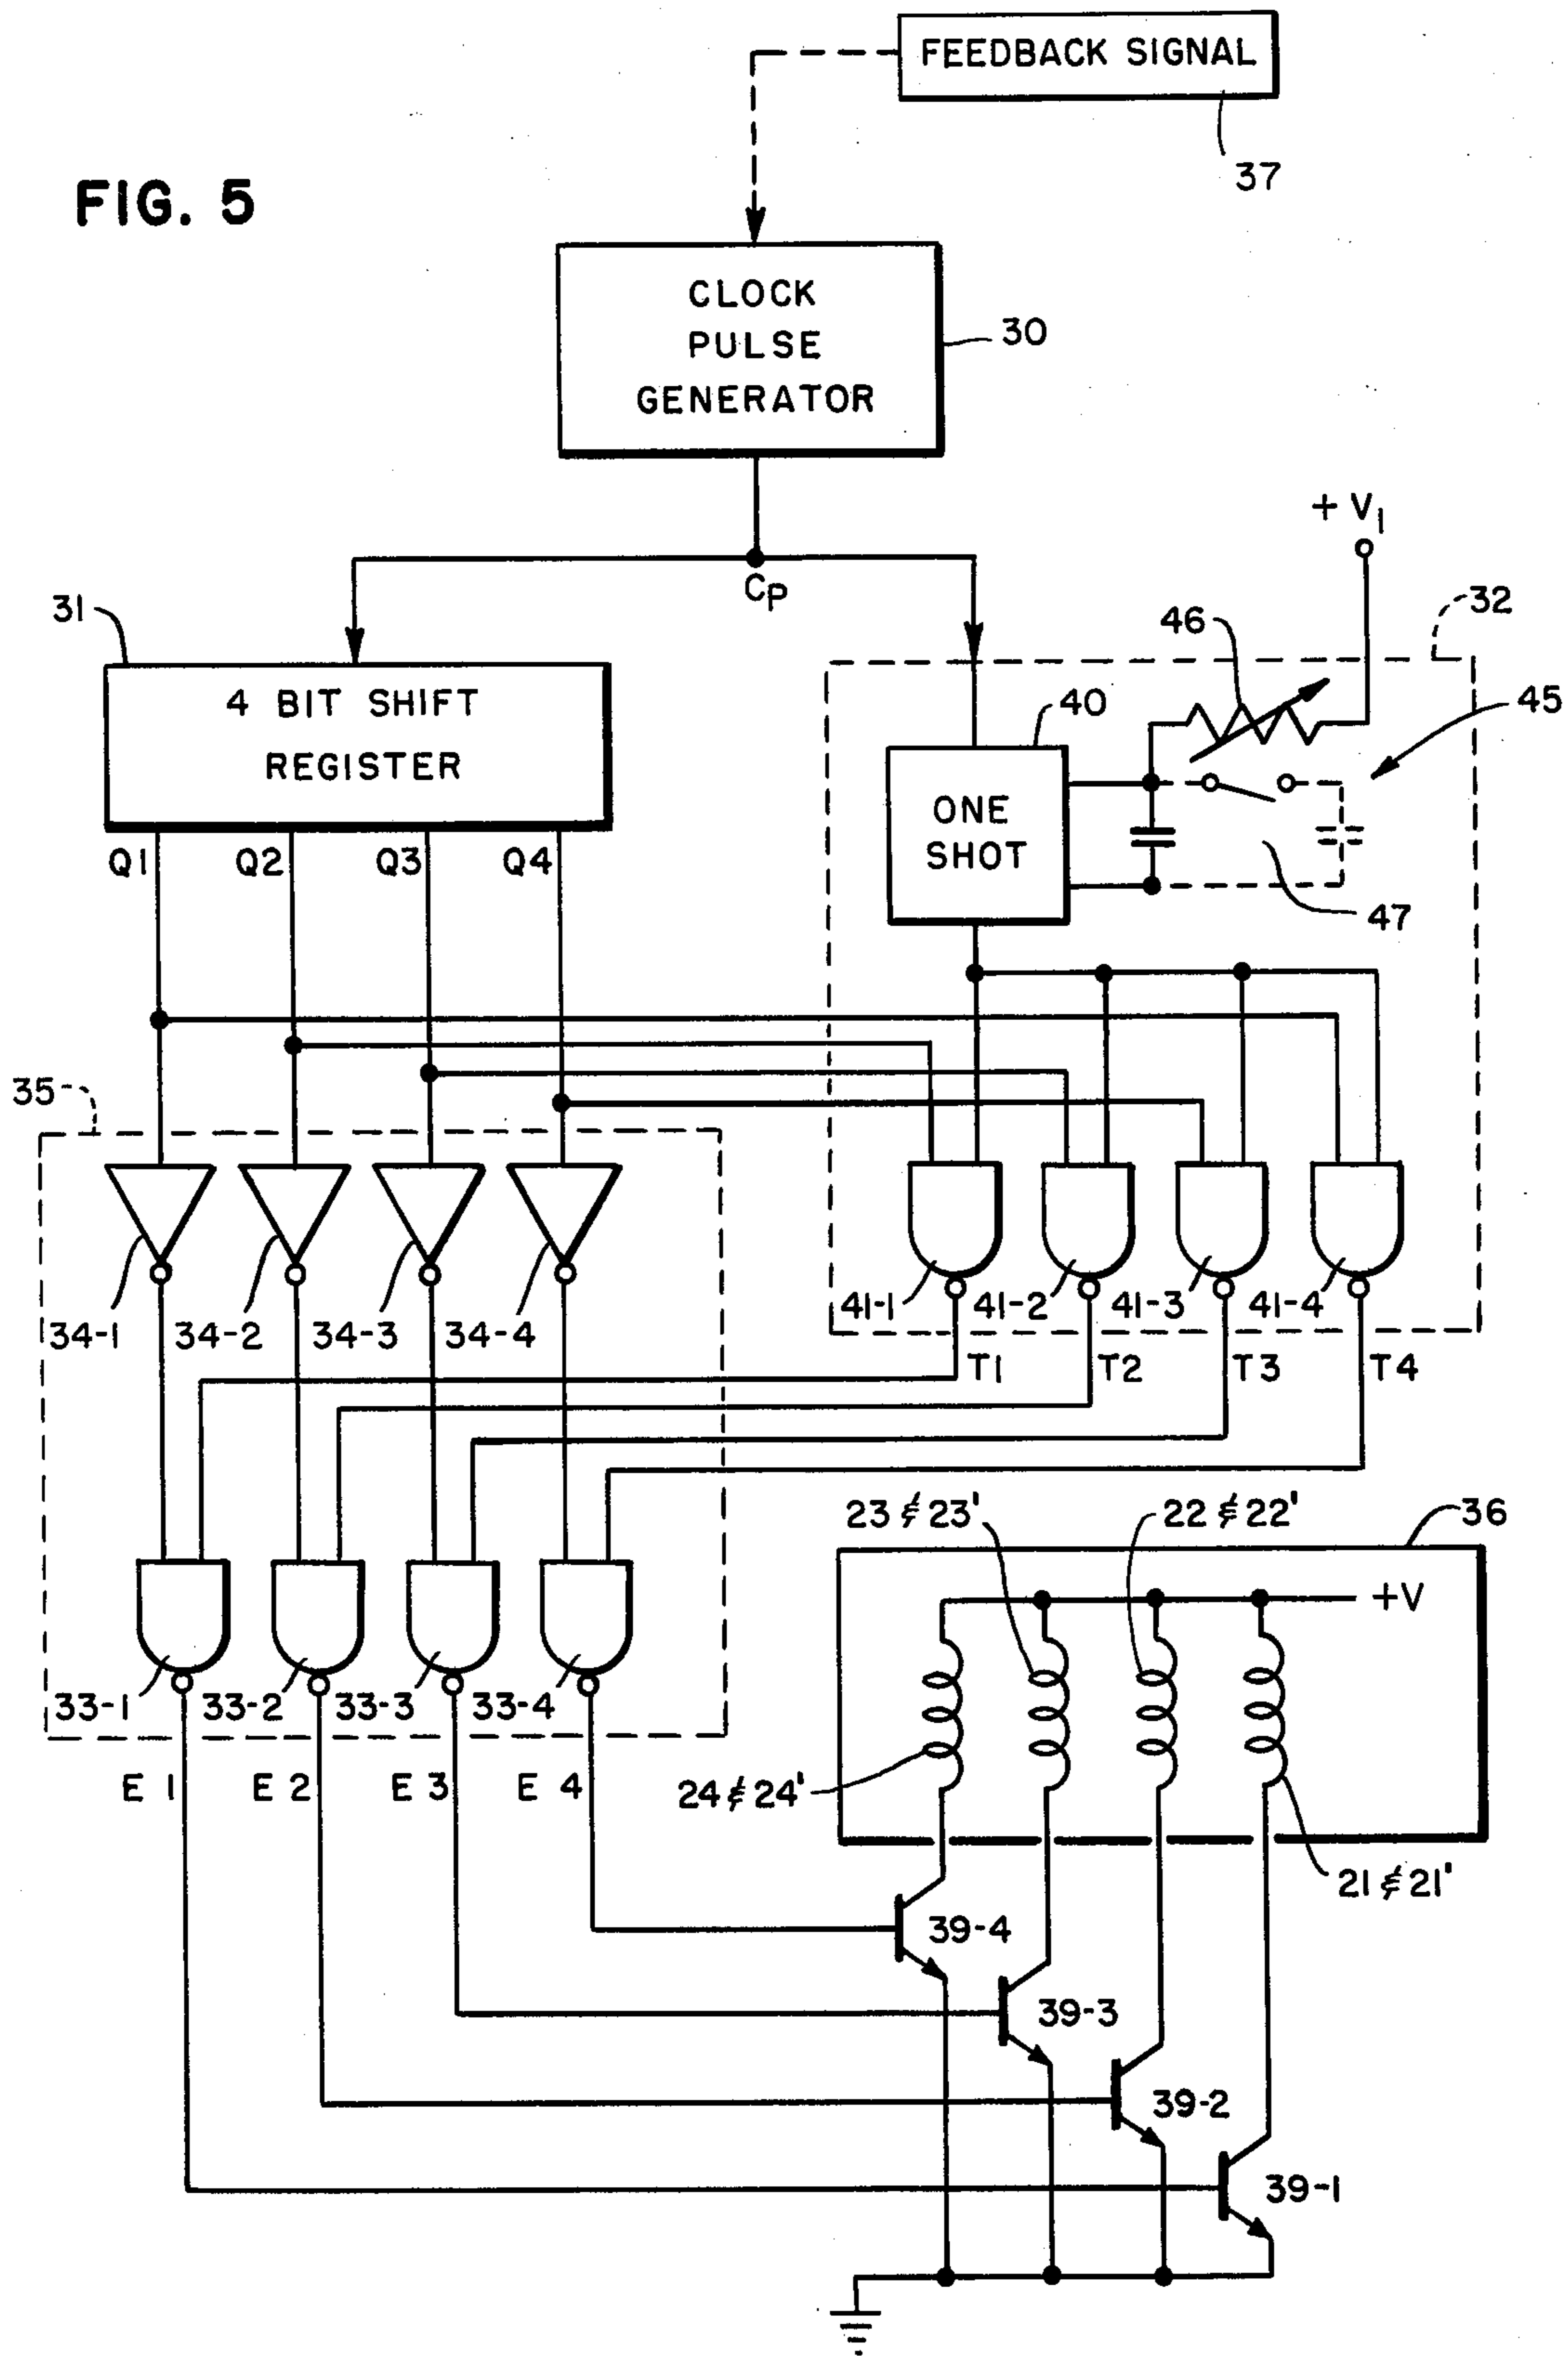 FEEDBACK SIGNAL
37
FIG. 5
CLOCK
PULSE
GENERATOR
30
+ V1
CP
31
32
46
4 BIT SHIFT
REGISTER
40
45
ONE
SHOT
Q1 Q2 Q3 Q4
47
35
34-1 34-2 34-3 34-4
41-1 41-2 41-3 41-4
T1 T2 T3 T4
23 & 23' 22 & 22' 36
+V
33-1 33-2 33-3 33-4
E 1 E 2 E 3 E 4
24 & 24'
21 & 21'
39-4
39-3
39-2
39-1